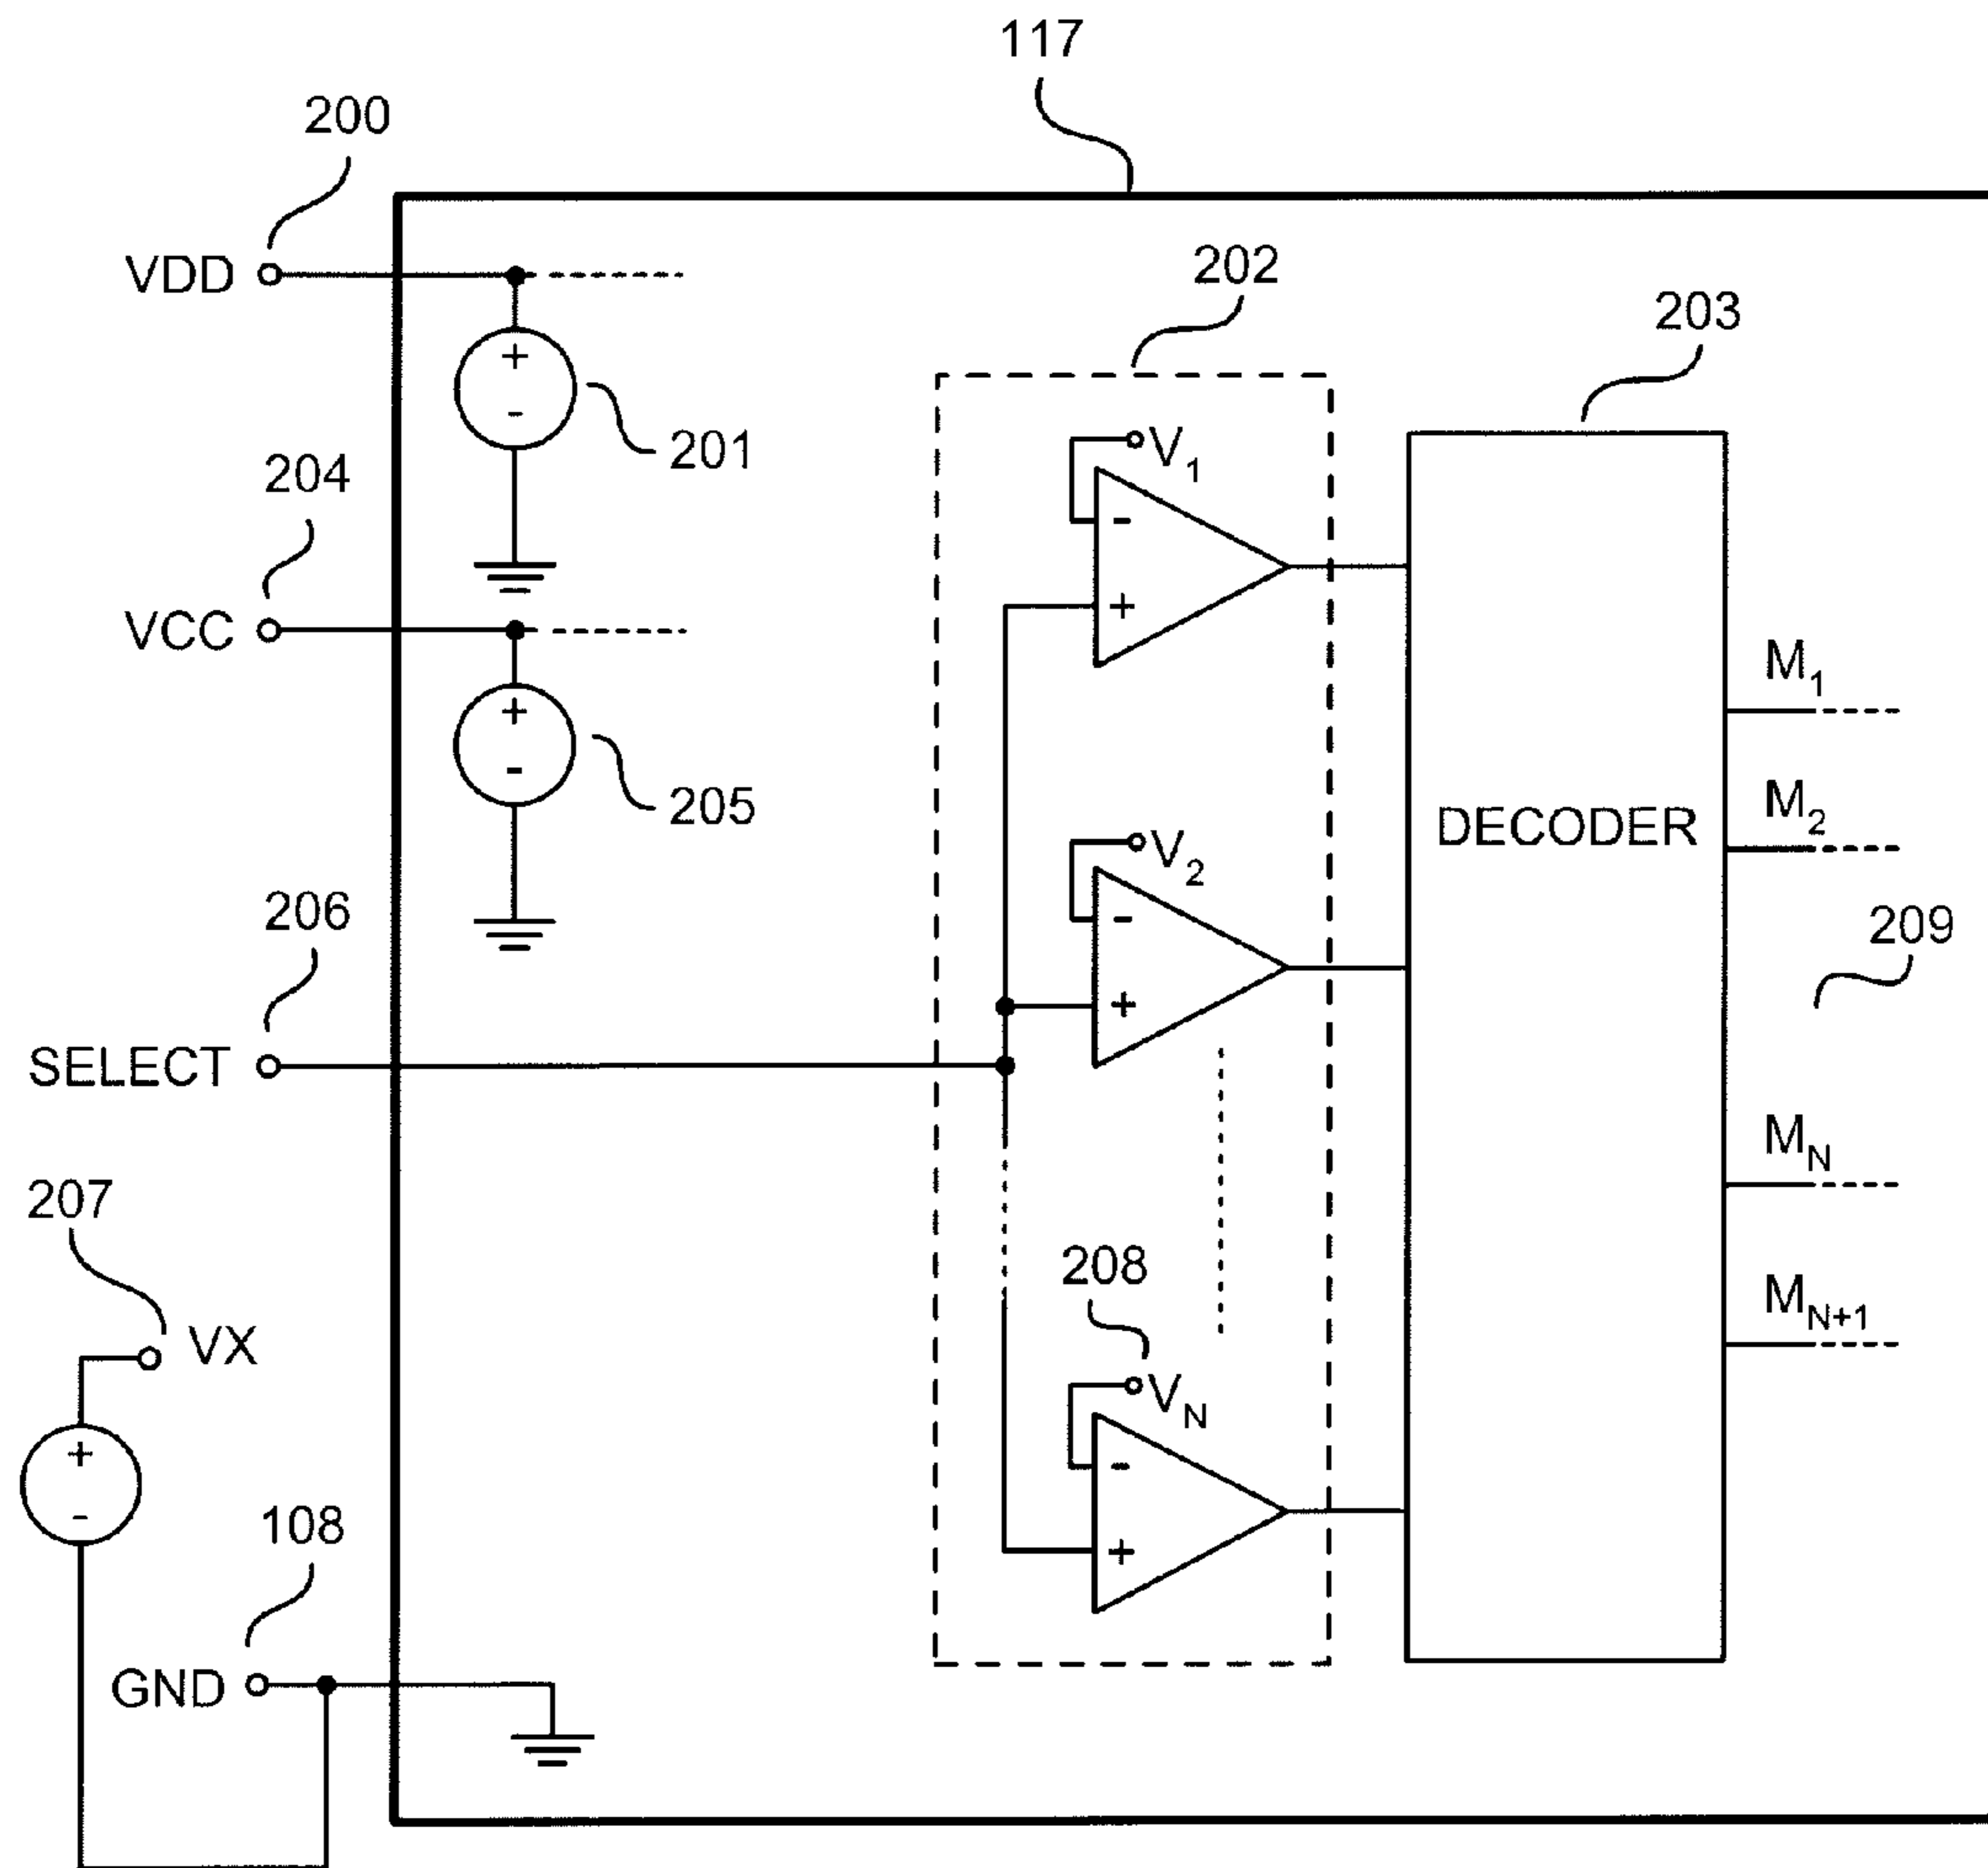 117
200
VDD
202
203
+
-
201
V1
-
+
204
VCC
+
-
205
M1
DECODER
M2
V2
-
+
206
209
SELECT
MN
207
208
MN+1
VX
VN
-
+
+
-
108
GND